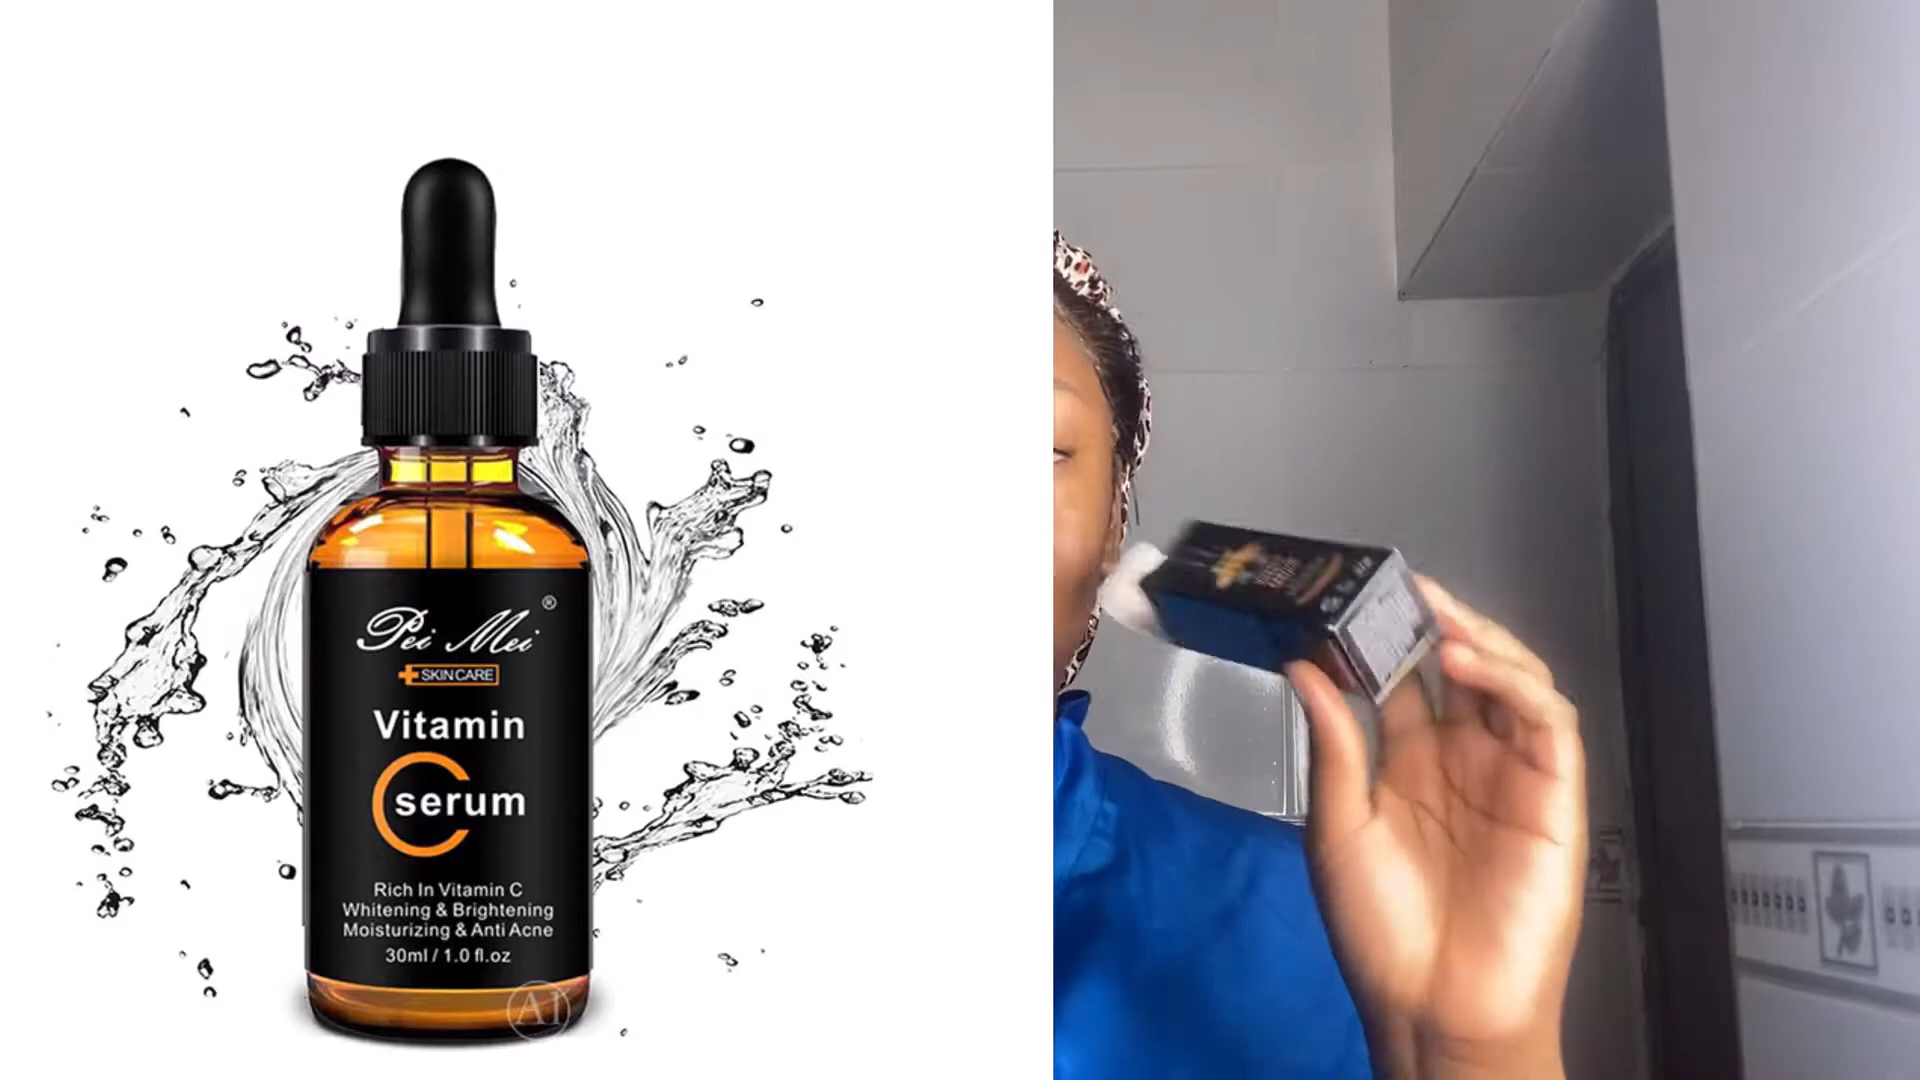 Pei Mei ®
SKIN CARE
Vitamin
C serum
Rich In Vitamin C
Whitening & Brightening
Moisturizing & Anti Acne
30ml / 1.0 fl.oz
AI